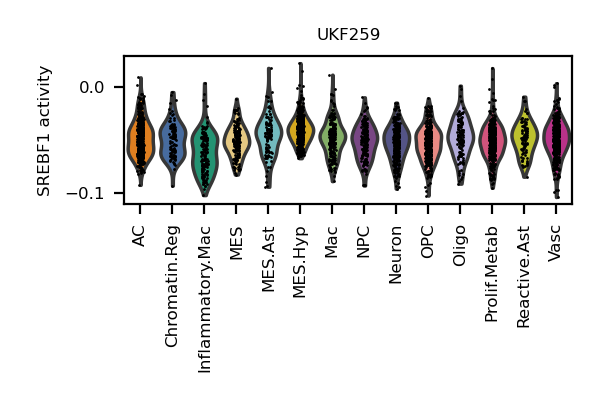 UKF259
SREBF1 activity
0.0
−0.1
AC
Chromatin.Reg
Inflammatory.Mac
MES
MES.Ast
MES.Hyp
Mac
NPC
Neuron
OPC
Oligo
Prolif.Metab
Reactive.Ast
Vasc